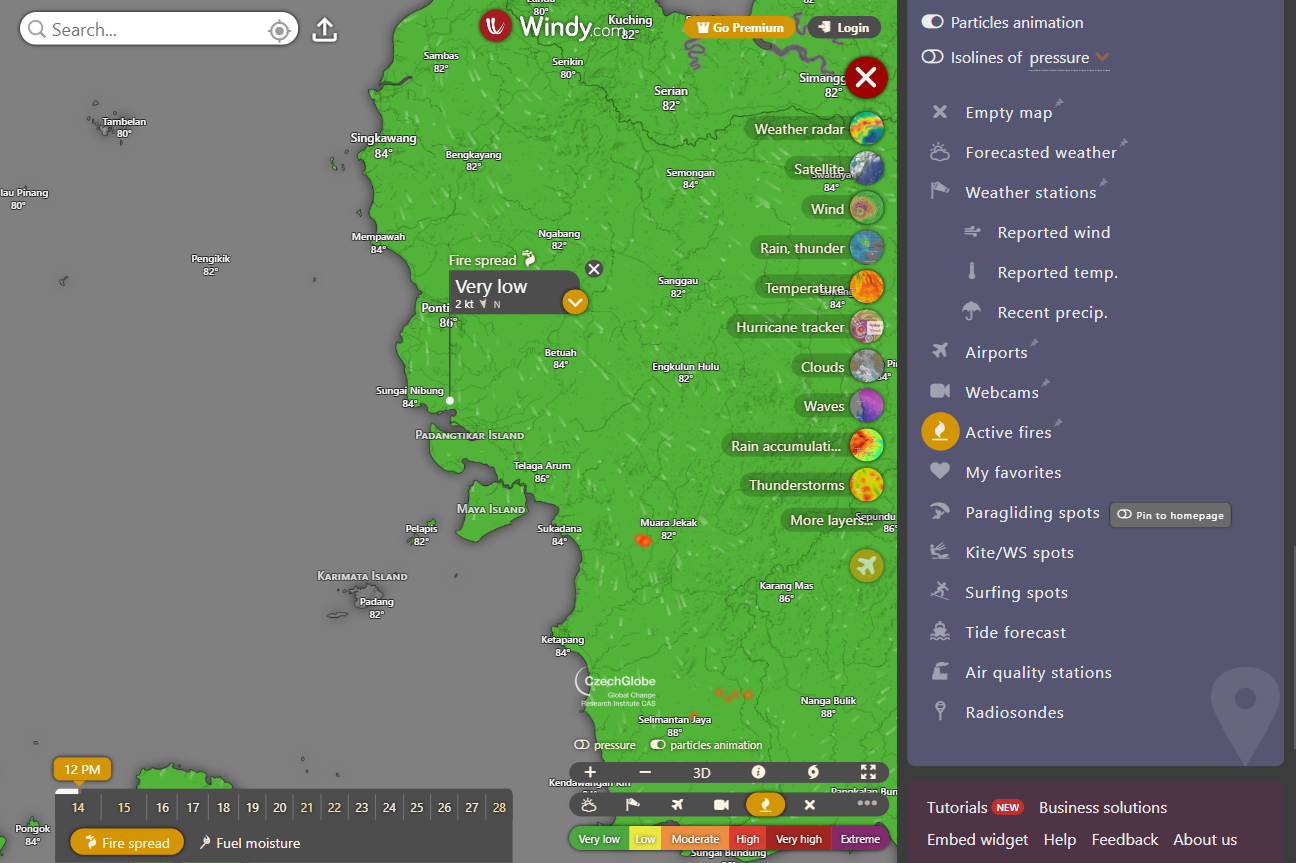 Search...
Windy.com
Go Premium
Login
Kuching
82°
80°
Sambas
82°
Serikin
80°
Serian
82°
82°
Tambelan
80°
Singkawang
84°
Bengkayang
82°
Semongan
84°
84°
80°
Mempawah
84°
Ngabang
82°
Pengikik
82°
Sanggau
82°
84°
Fire spread
Very low
2 kt N
86°
Betuah
84°
Engkulun Hulu
82°
Sungai Nibung
84°
Padangtikar Island
Telaga Arum
86°
Maya Island
Pelapis
82°
Sukadana
84°
Muara Jekak
82°
86°
Karimata Island
Padang
82°
Karang Mas
86°
Ketapang
84°
CzechGlobe
Global Change
Research Institute CAS
Nanga Bulik
88°
Selimantan Jaya
88°
Pongok
84°
Sungai Bundung
Weather radar
Satellite
Wind
Rain, thunder
Temperature
Hurricane tracker
Clouds
Waves
Rain accumulati...
Thunderstorms
More layers...
pressure
particles animation
+ − 3D
Very low Low Moderate High Very high Extreme
12 PM
14 15 16 17 18 19 20 21 22 23 24 25 26 27 28
Fire spread
Fuel moisture
Particles animation
Isolines of pressure
Empty map
Forecasted weather
Weather stations
Reported wind
Reported temp.
Recent precip.
Airports
Webcams
Active fires
My favorites
Paragliding spots
Pin to homepage
Kite/WS spots
Surfing spots
Tide forecast
Air quality stations
Radiosondes
Tutorials NEW Business solutions
Embed widget Help Feedback About us